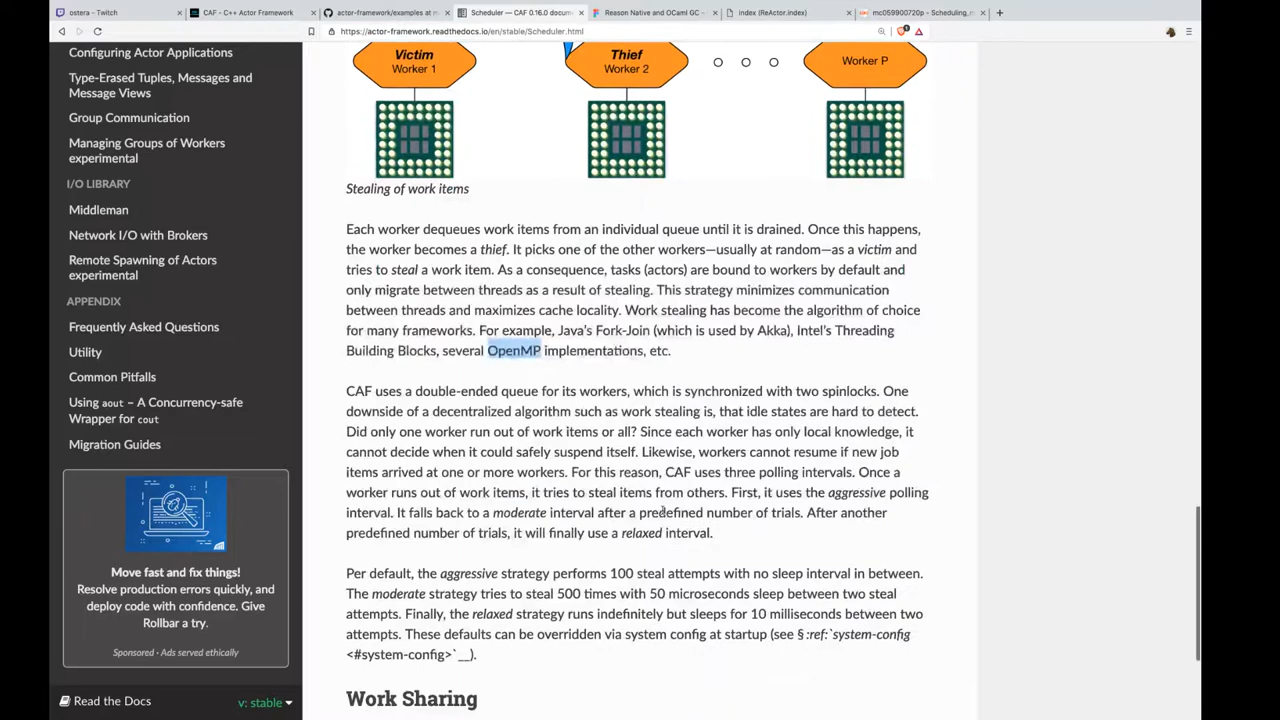 ostera - Twitch
CAF - C++ Actor Framework
actor-framework/examples at m
Scheduler — CAF 0.16.0 docum
Reason Native and OCaml GC -
index (ReActor.index)
mc059900720p - Scheduling_
https://actor-framework.readthedocs.io/en/stable/Scheduler.html
Configuring Actor Applications
Type-Erased Tuples, Messages and
Message Views
Group Communication
Managing Groups of Workers
experimental
I/O LIBRARY
Middleman
Network I/O with Brokers
Remote Spawning of Actors
experimental
APPENDIX
Frequently Asked Questions
Utility
Common Pitfalls
Using aout – A Concurrency-safe
Wrapper for cout
Migration Guides
Move fast and fix things!
Resolve production errors quickly, and
deploy code with confidence. Give
Rollbar a try.
Sponsored · Ads served ethically
Read the Docs
v: stable
Victim
Worker 1
Thief
Worker 2
Worker P
Stealing of work items
Each worker dequeues work items from an individual queue until it is drained. Once this happens,
the worker becomes a thief. It picks one of the other workers—usually at random—as a victim and
tries to steal a work item. As a consequence, tasks (actors) are bound to workers by default and
only migrate between threads as a result of stealing. This strategy minimizes communication
between threads and maximizes cache locality. Work stealing has become the algorithm of choice
for many frameworks. For example, Java's Fork-Join (which is used by Akka), Intel's Threading
Building Blocks, several OpenMP implementations, etc.
CAF uses a double-ended queue for its workers, which is synchronized with two spinlocks. One
downside of a decentralized algorithm such as work stealing is, that idle states are hard to detect.
Did only one worker run out of work items or all? Since each worker has only local knowledge, it
cannot decide when it could safely suspend itself. Likewise, workers cannot resume if new job
items arrived at one or more workers. For this reason, CAF uses three polling intervals. Once a
worker runs out of work items, it tries to steal items from others. First, it uses the aggressive polling
interval. It falls back to a moderate interval after a predefined number of trials. After another
predefined number of trials, it will finally use a relaxed interval.
Per default, the aggressive strategy performs 100 steal attempts with no sleep interval in between.
The moderate strategy tries to steal 500 times with 50 microseconds sleep between two steal
attempts. Finally, the relaxed strategy runs indefinitely but sleeps for 10 milliseconds between two
attempts. These defaults can be overridden via system config at startup (see § :ref:`system-config
<#system-config>`__).
Work Sharing